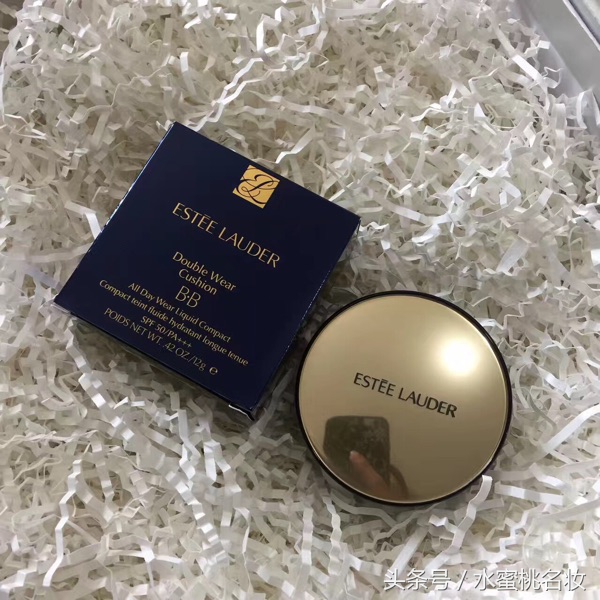 ESTĒE LAUDER
Double Wear
Cushion
B·B
All Day Wear Liquid Compact
Compact teint fluide hydratant longue tenue
SPF 50/PA+++
POIDS NET WT. .42 OZ/12g ℮
ESTĒE LAUDER
头条号 / 水蜜桃名妆